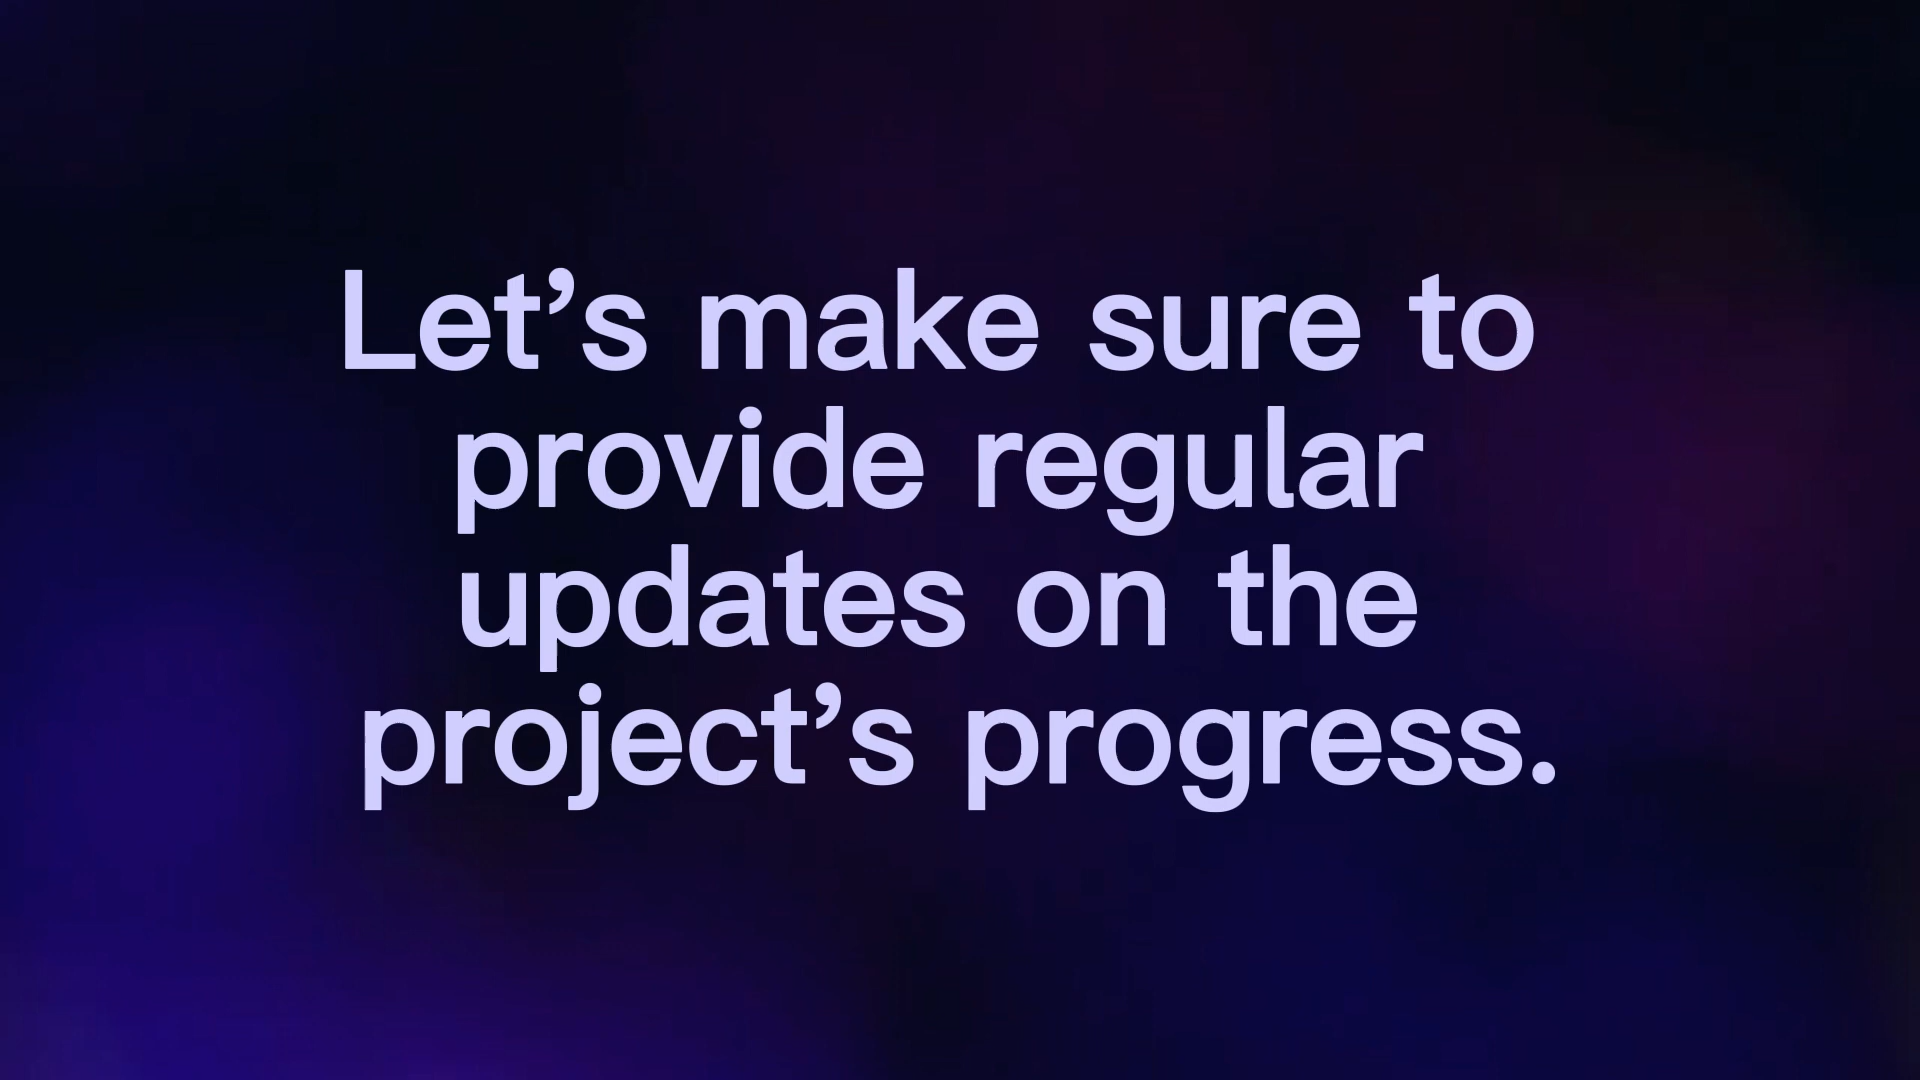 Let’s make sure to
provide regular
updates on the
project’s progress.